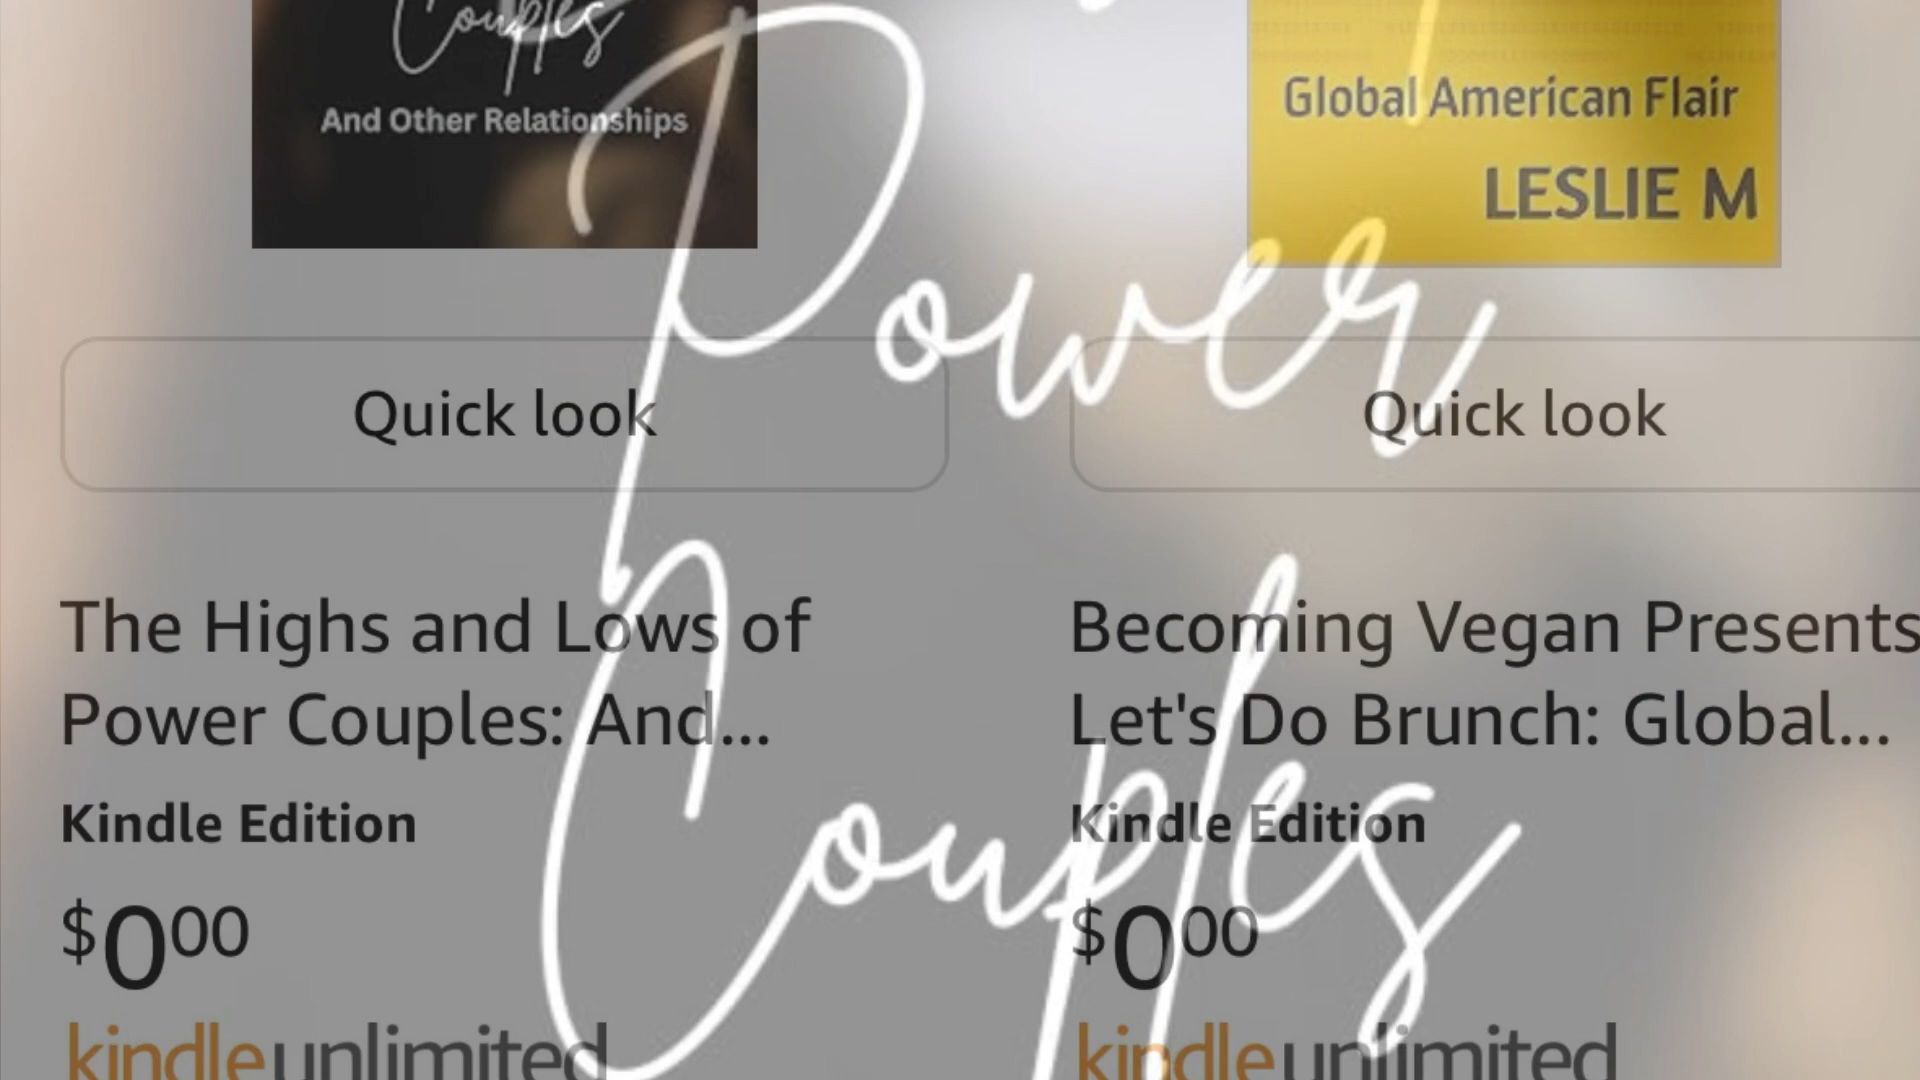 Couples
And Other Relationships
Global American Flair
LESLIE M
Power
Couples
Quick look
Quick look
The Highs and Lows of
Power Couples: And...
Kindle Edition
$000
kindleunlimited
Becoming Vegan Presents
Let's Do Brunch: Global...
Kindle Edition
$000
kindleunlimited